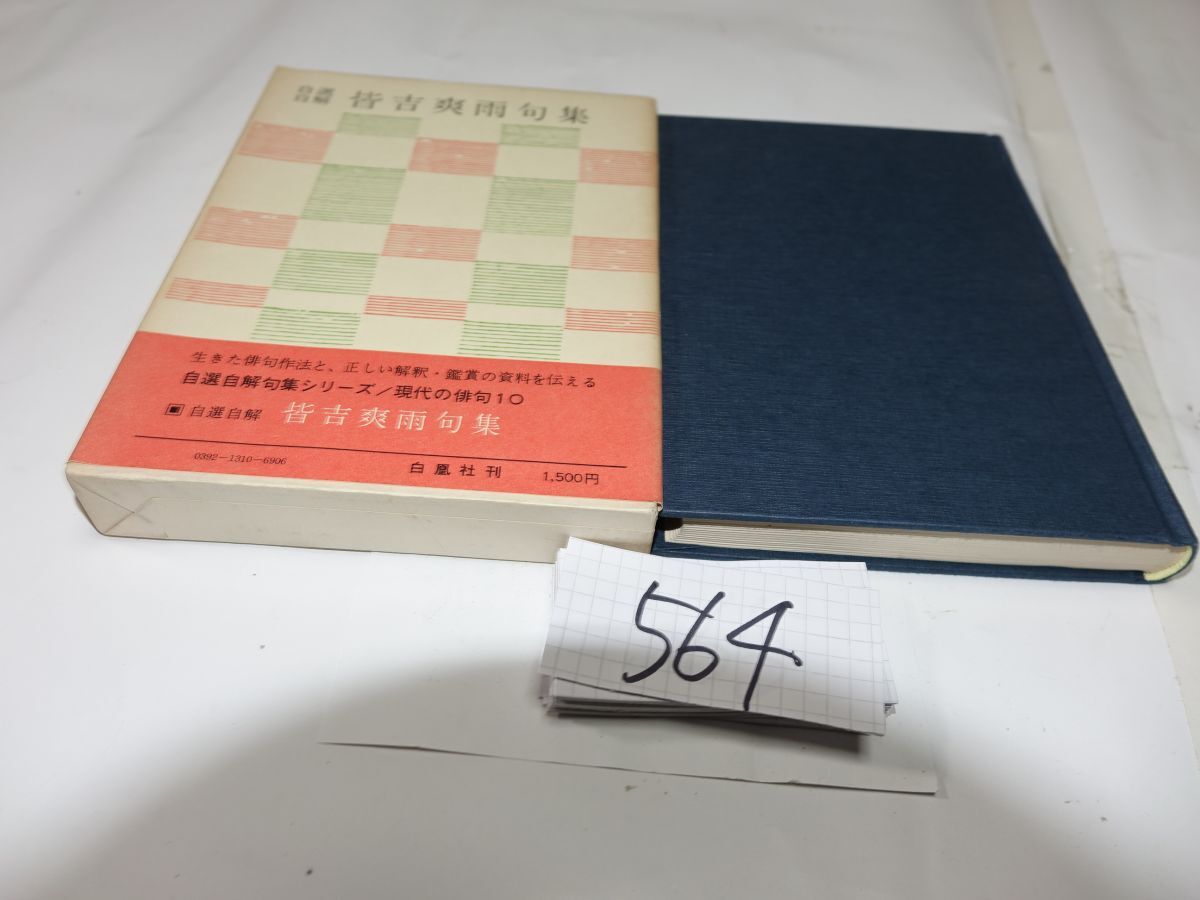 自選
自解 皆吉爽雨句集
生きた俳句作法と、正しい解釈・鑑賞の資料を伝える
自選自解句集シリーズ/現代の俳句10
▣ 自選自解 皆吉爽雨句集
0392-1310-6906 白凰社刊 1,500円
564